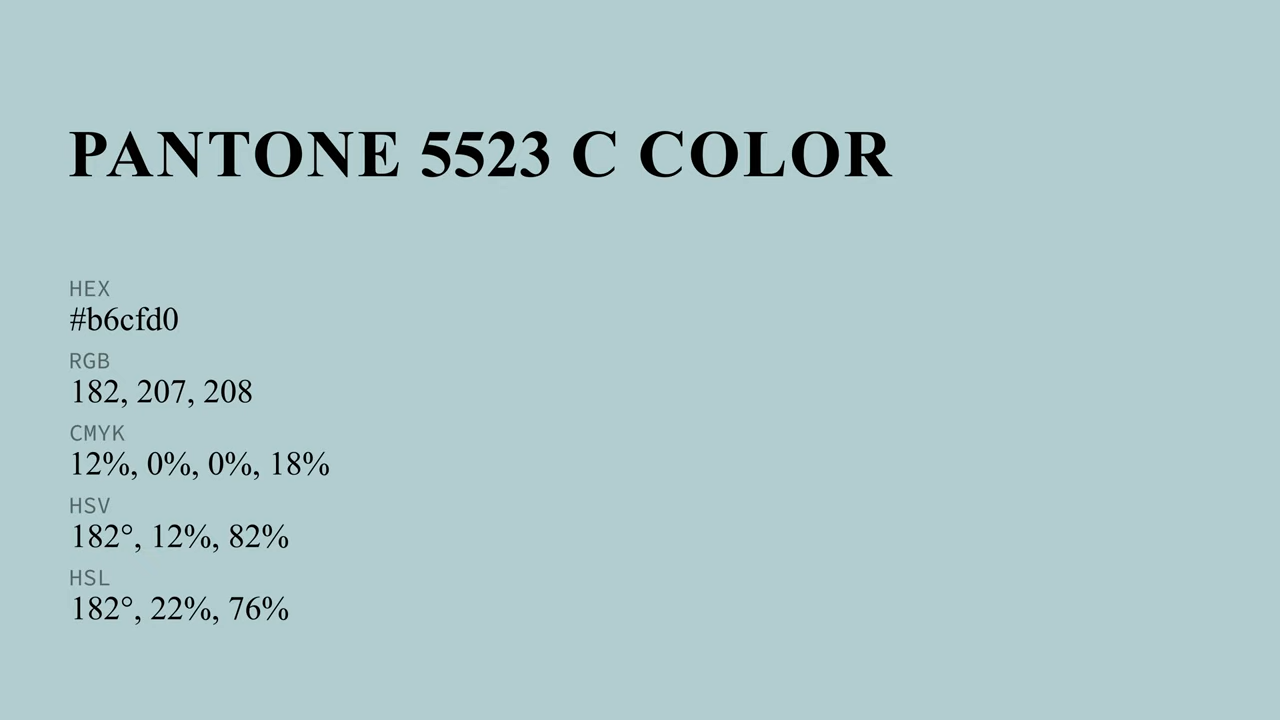 PANTONE 5523 C COLOR
HEX
#b6cfd0
RGB
182, 207, 208
CMYK
12%, 0%, 0%, 18%
HSV
182°, 12%, 82%
HSL
182°, 22%, 76%